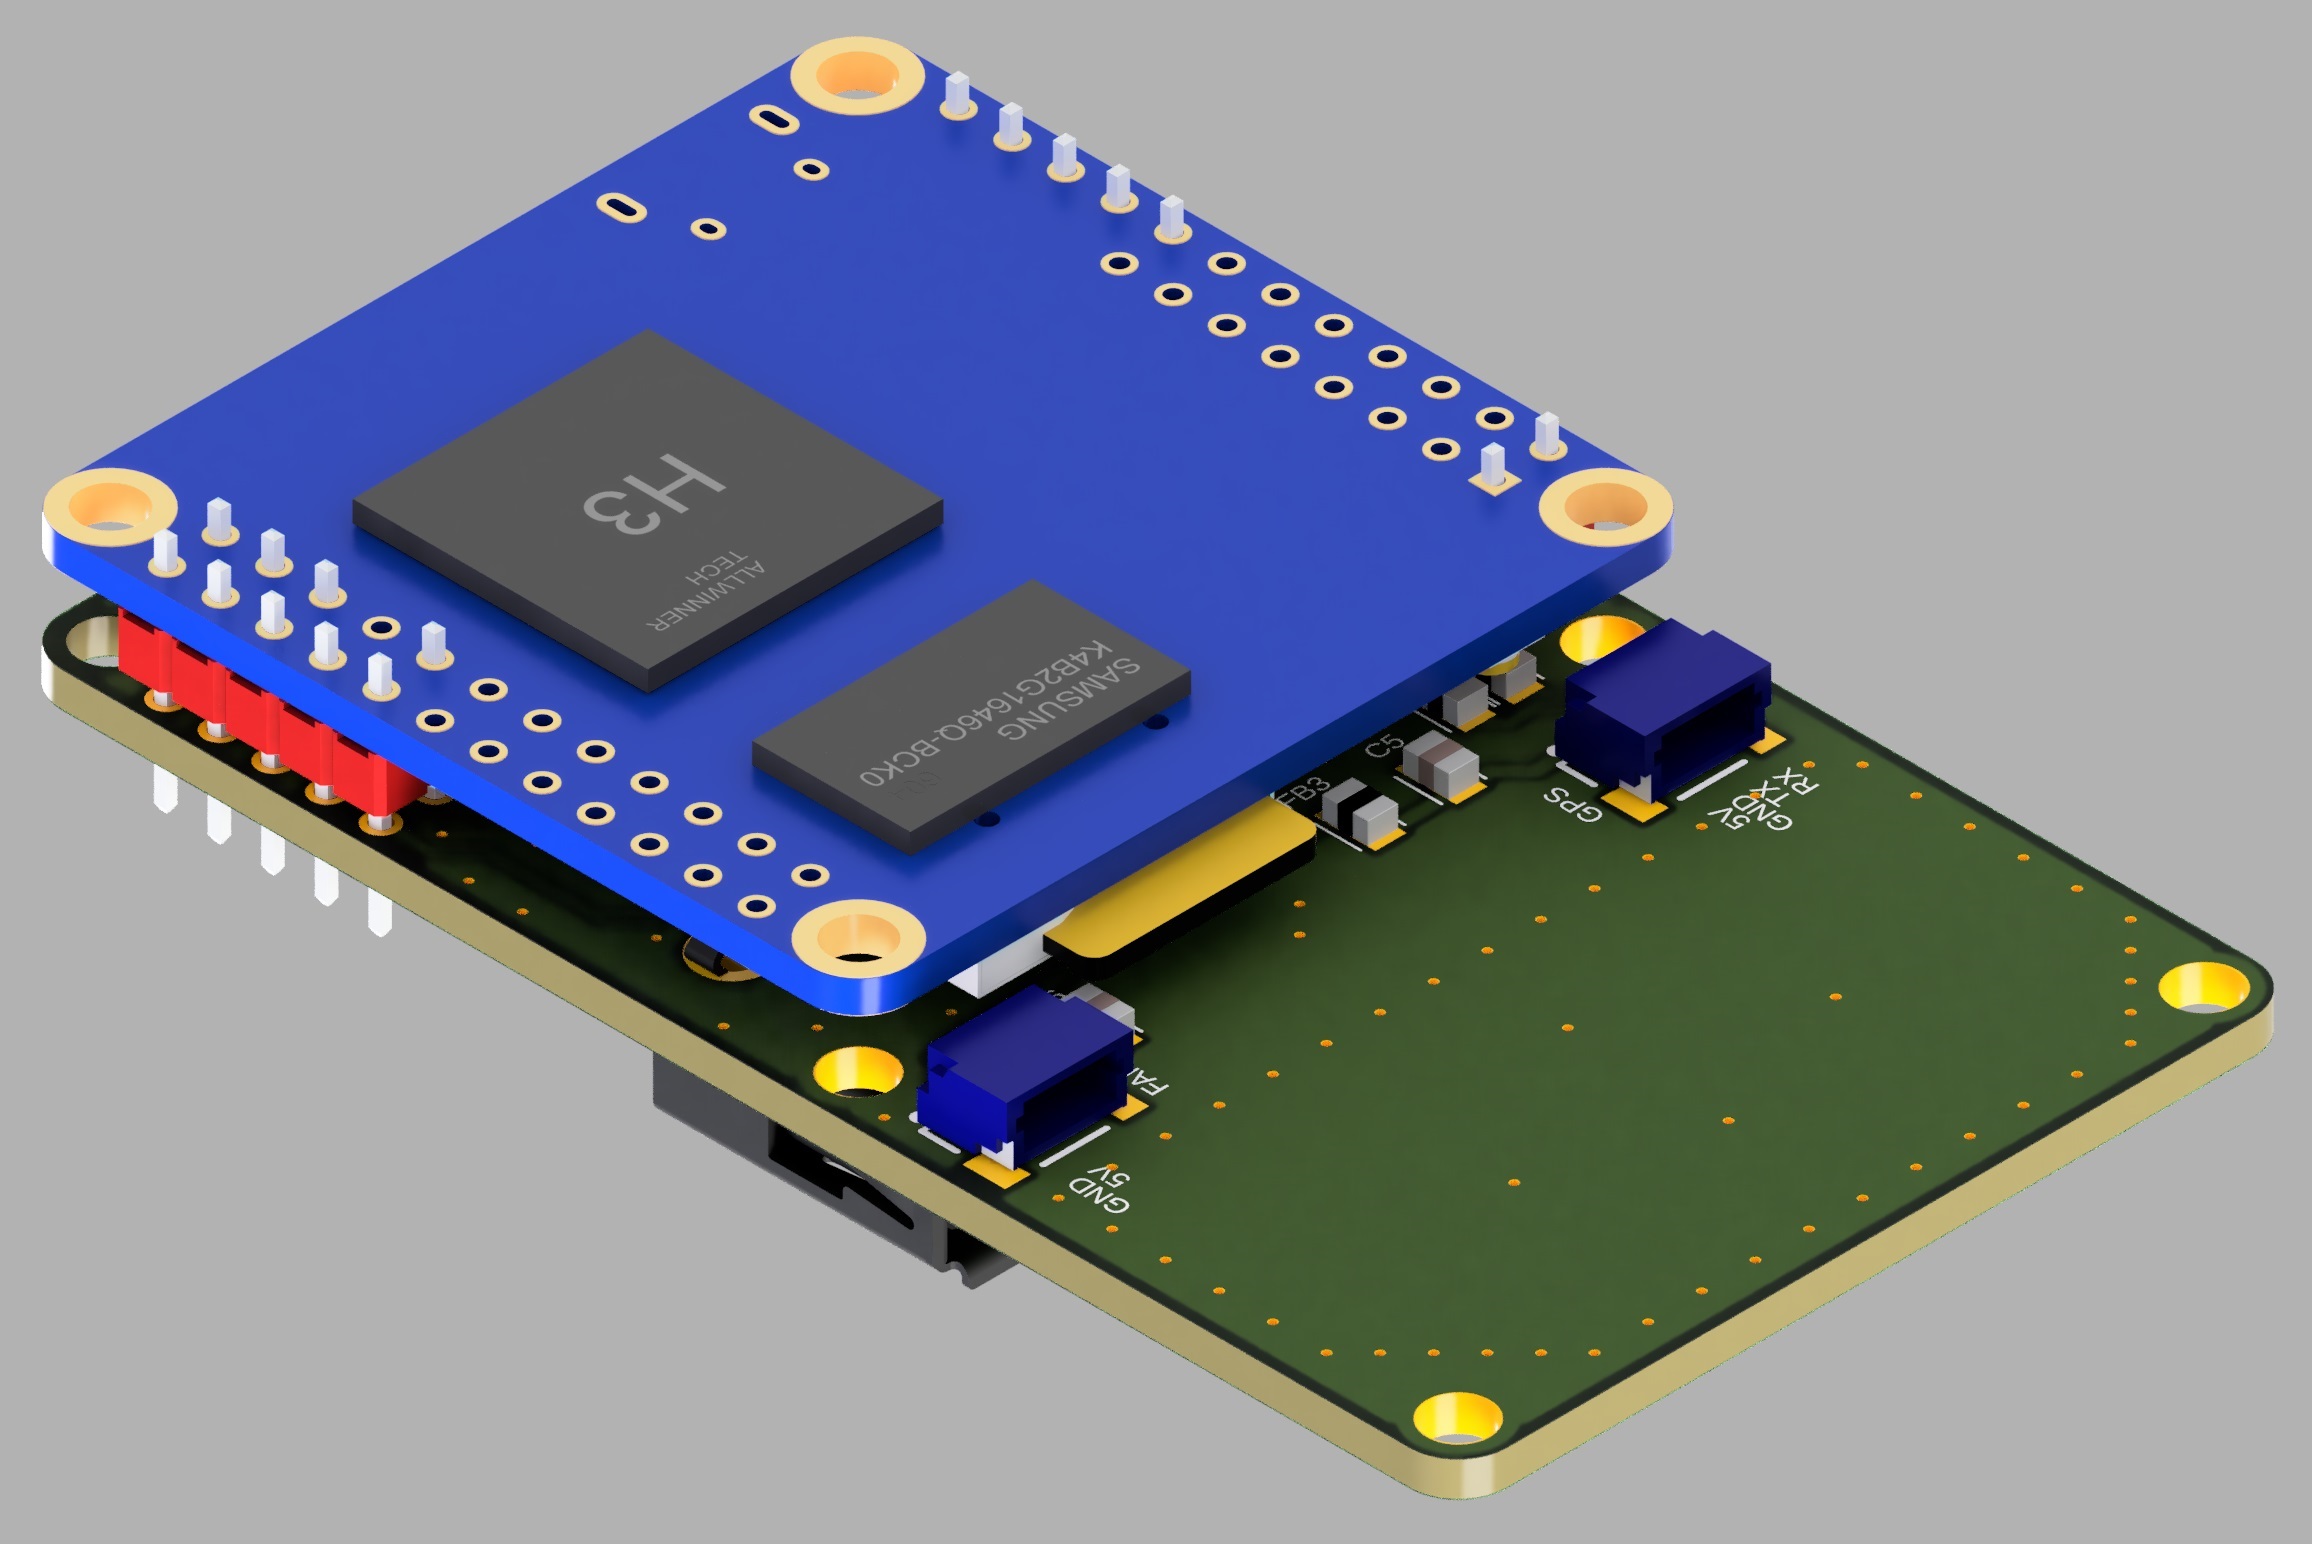 H3
ALLWINNER
TECH
SAMSUNG
K4B2G1646Q-BCK0
C5
FB3
GPS
5V
GND
TX
RX
5V
GND